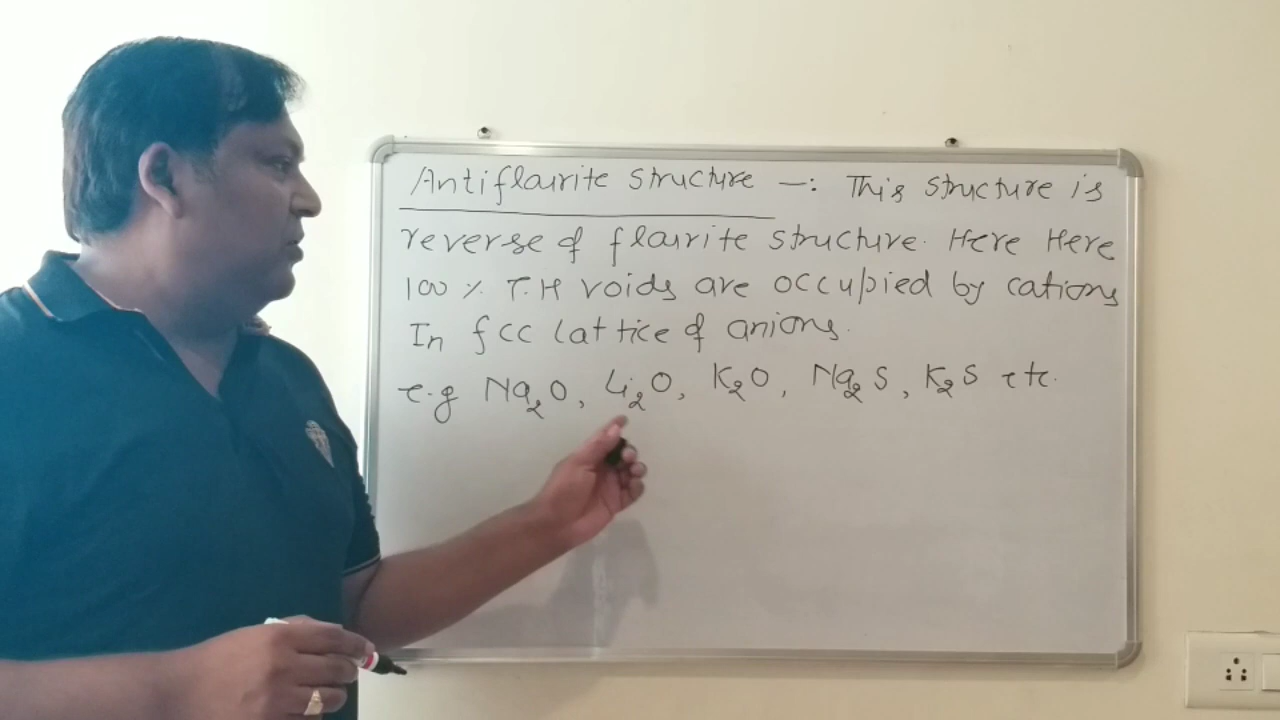 Antiflourite structure —: This structure is
reverse of flourite structure. Here Here
100 % T.H voids are occupied by cations
In fcc lattice of anions.
e.g Na2O, Li2O, K2O, Na2S, K2S etc.